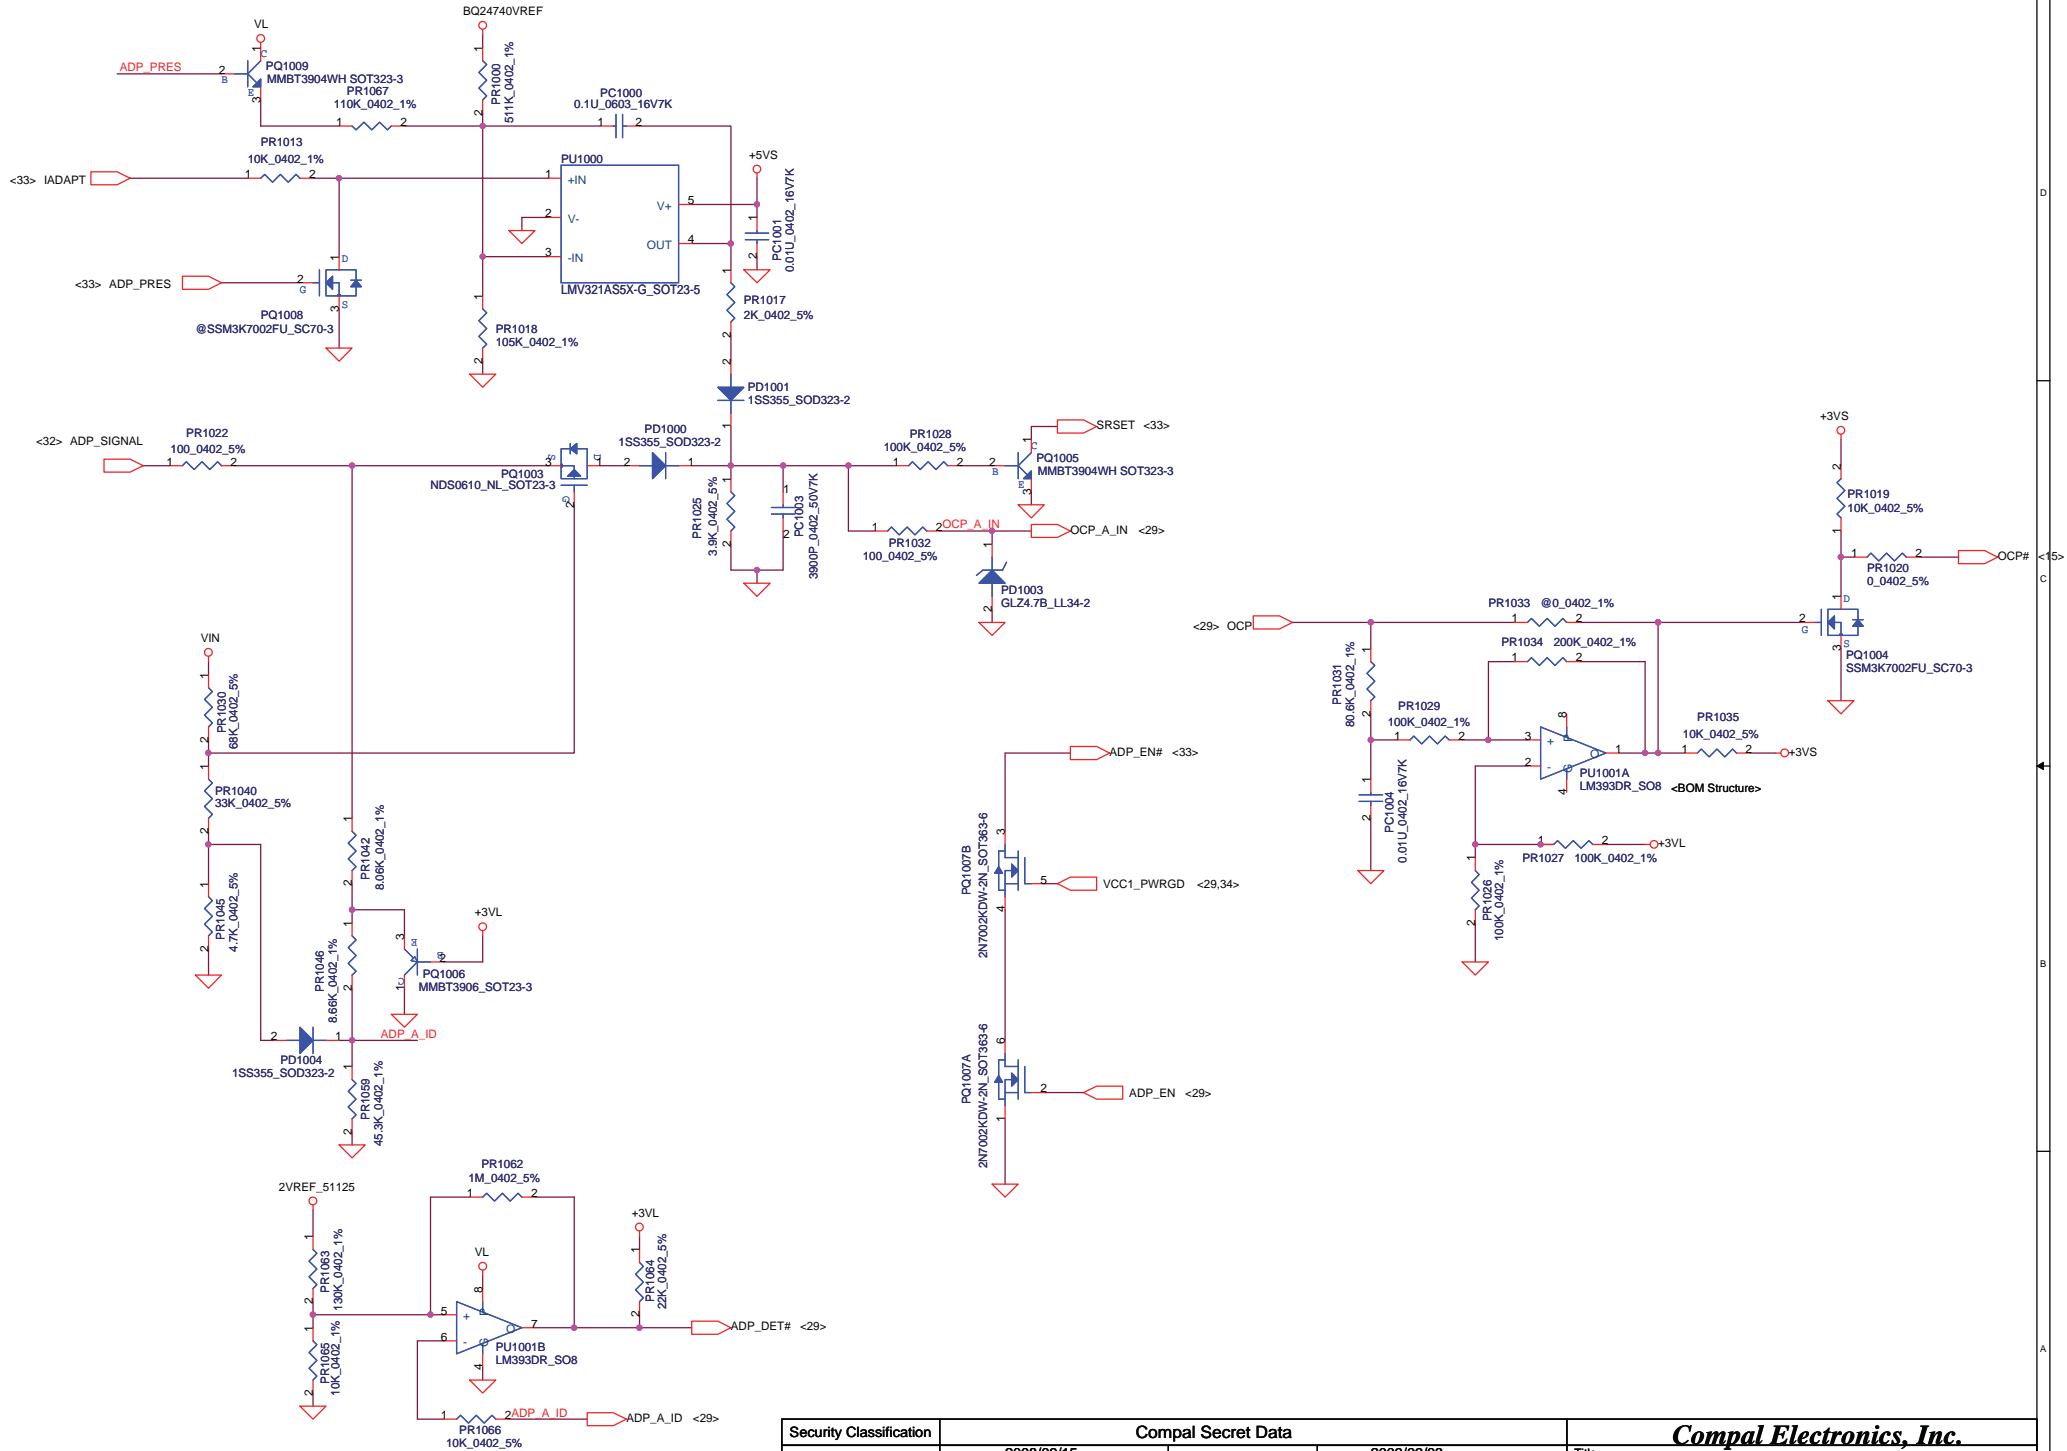 BQ24740VREF
VL
ADP_PRES
PQ1009
MMBT3904WH SOT323-3
PR1067
110K_0402_1%
PR1000
511K_0402_1%
PC1000
0.1U_0603_16V7K
PR1013
10K_0402_1%
<33> IADAPT
PU1000
+IN
V-
-IN
V+
OUT
LMV321AS5X-G_SOT23-5
+5VS
PC1001
0.01U_0402_16V7K
<33> ADP_PRES
PQ1008
@SSM3K7002FU_SC70-3
PR1018
105K_0402_1%
PR1017
2K_0402_5%
PD1001
1SS355_SOD323-2
<32> ADP_SIGNAL
PR1022
100_0402_5%
PQ1003
NDS0610_NL_SOT23-3
PD1000
1SS355_SOD323-2
PR1025
3.9K_0402_5%
PC1003
3900P_0402_50V7K
PR1028
100K_0402_5%
SRSET <33>
PQ1005
MMBT3904WH SOT323-3
PR1032
100_0402_5%
OCP_A_IN
OCP_A_IN <29>
PD1003
GLZ4.7B_LL34-2
+3VS
PR1019
10K_0402_5%
PR1020
0_0402_5%
OCP# <15>
PQ1004
SSM3K7002FU_SC70-3
<29> OCP
PR1033 @0_0402_1%
PR1034 200K_0402_1%
PR1031
80.6K_0402_1%
PR1029
100K_0402_1%
PC1004
0.01U_0402_16V7K
PU1001A
LM393DR_SO8 <BOM Structure>
PR1035
10K_0402_5%
+3VS
PR1027 100K_0402_1%
+3VL
PR1026
100K_0402_1%
VIN
PR1030
68K_0402_5%
PR1040
33K_0402_5%
PR1045
4.7K_0402_5%
PR1042
8.06K_0402_1%
PR1046
8.66K_0402_1%
+3VL
PQ1006
MMBT3906_SOT23-3
ADP_A_ID
PD1004
1SS355_SOD323-2
PR1059
45.3K_0402_1%
ADP_EN# <33>
PQ1007B
2N7002KDW-2N_SOT363-6
VCC1_PWRGD <29,34>
PQ1007A
2N7002KDW-2N_SOT363-6
ADP_EN <29>
2VREF_51125
PR1062
1M_0402_5%
PR1063
130K_0402_1%
PR1065
10K_0402_1%
VL
PU1001B
LM393DR_SO8
+3VL
PR1064
22K_0402_5%
ADP_DET# <29>
PR1066
10K_0402_5%
ADP_A_ID
ADP_A_ID <29>
D
C
B
A
Security Classification
Compal Secret Data
Compal Electronics, Inc.